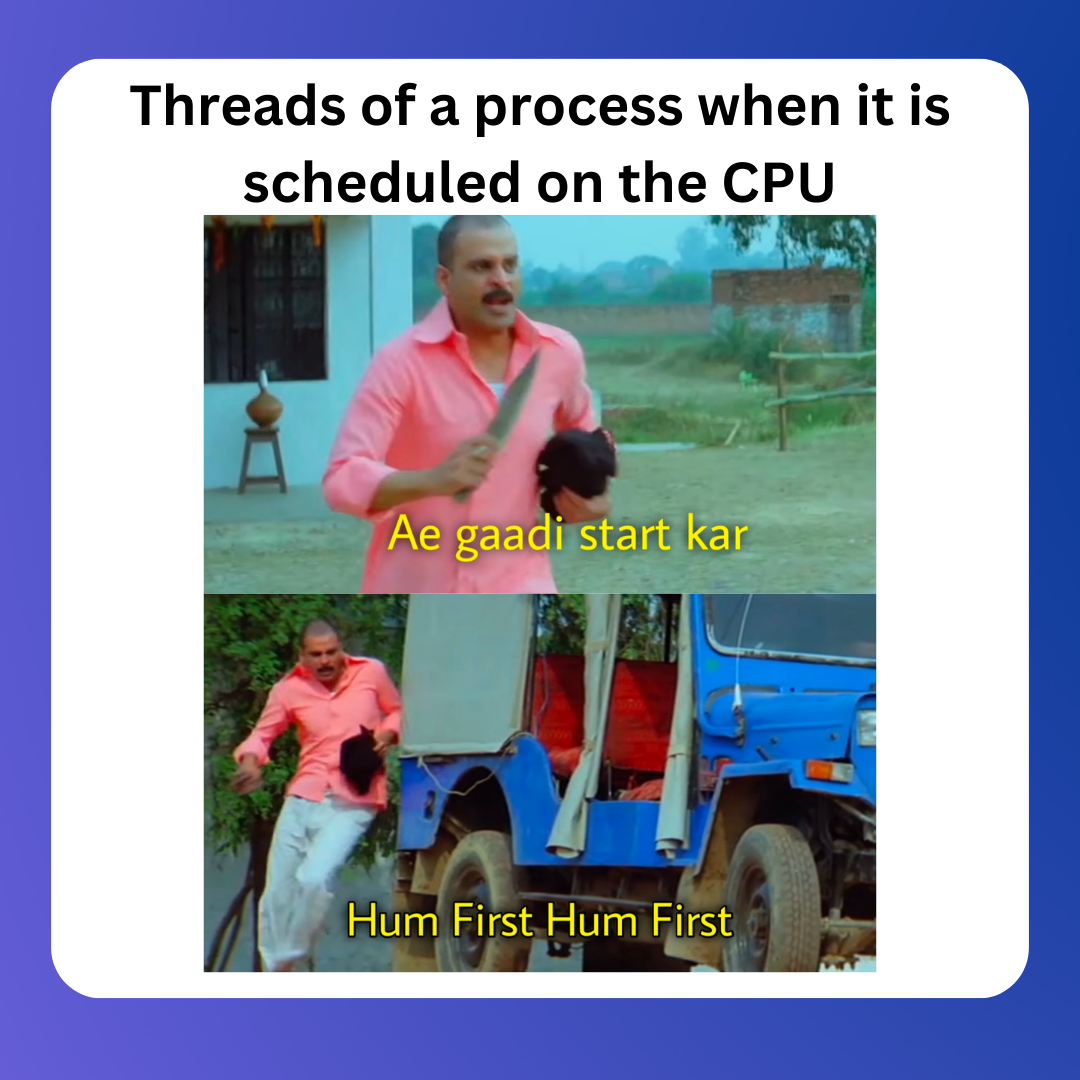 Threads of a process when it is
scheduled on the CPU
Ae gaadi start kar
Hum First Hum First